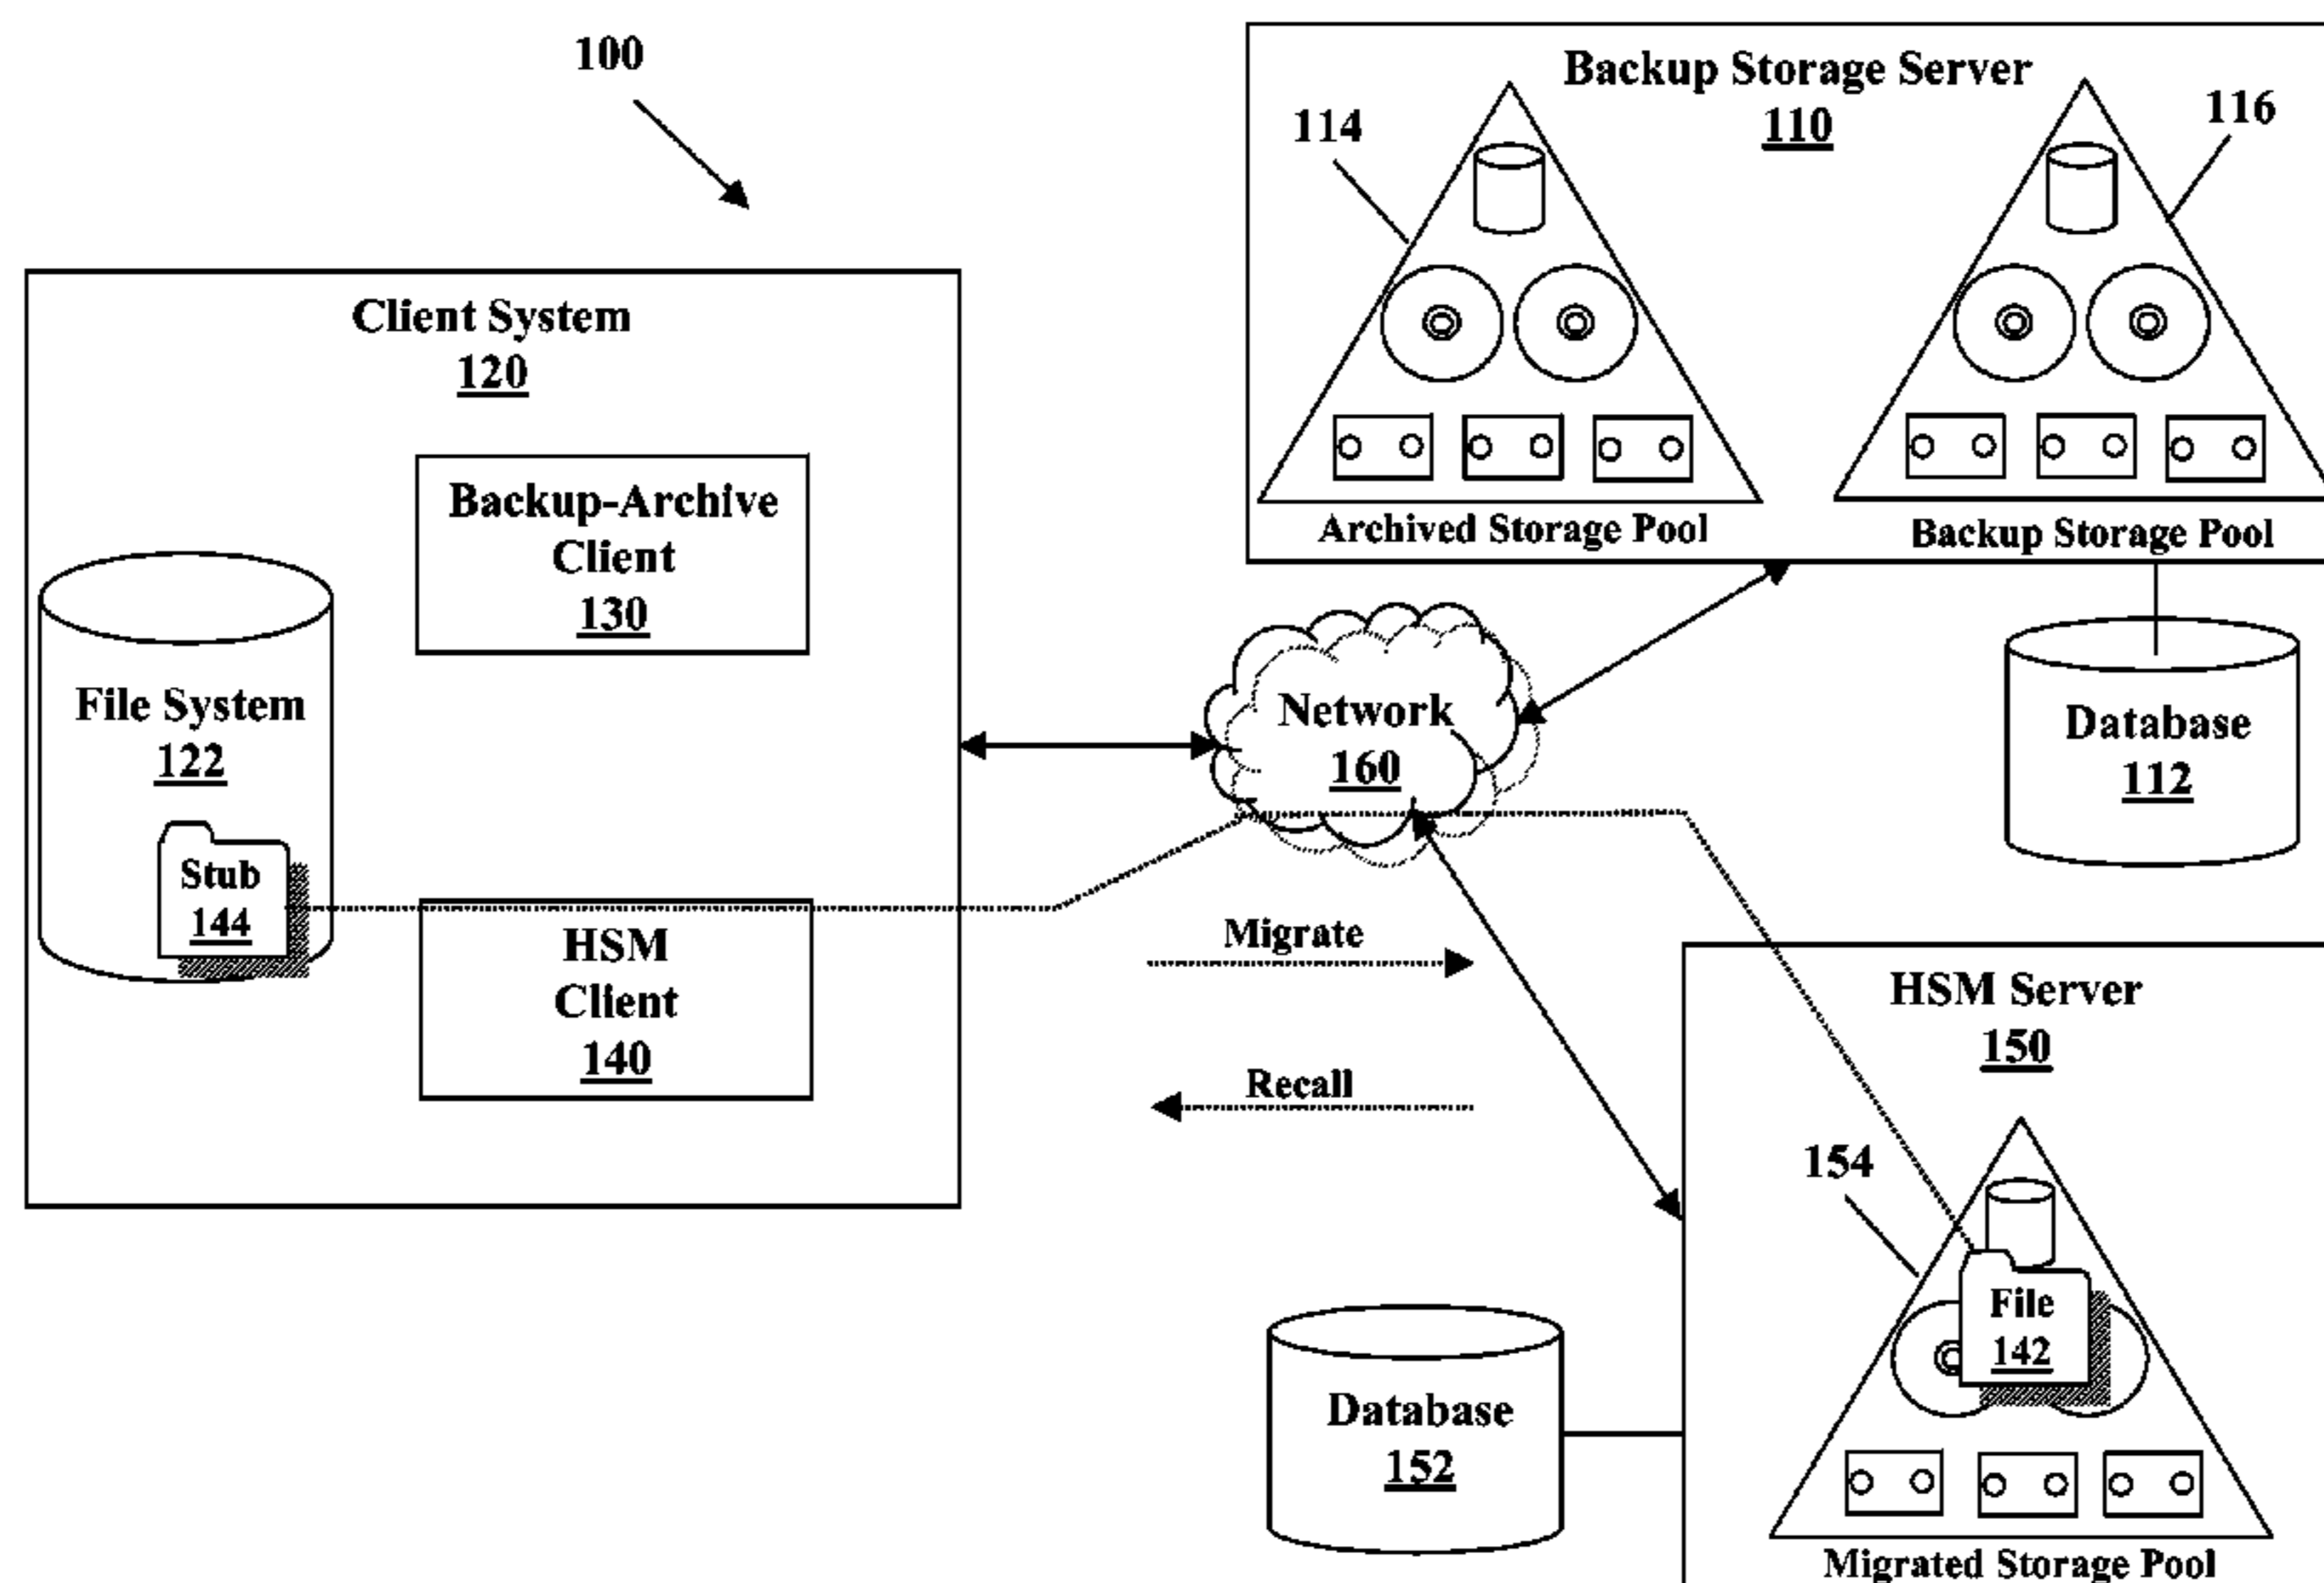 100
Backup Storage Server
110
114
116
Archived Storage Pool
Backup Storage Pool
Client System
120
Backup-Archive
Client
130
File System
122
Stub
144
HSM
Client
140
Network
160
Database
112
Migrate
Recall
HSM Server
150
154
File
142
Database
152
Migrated Storage Pool